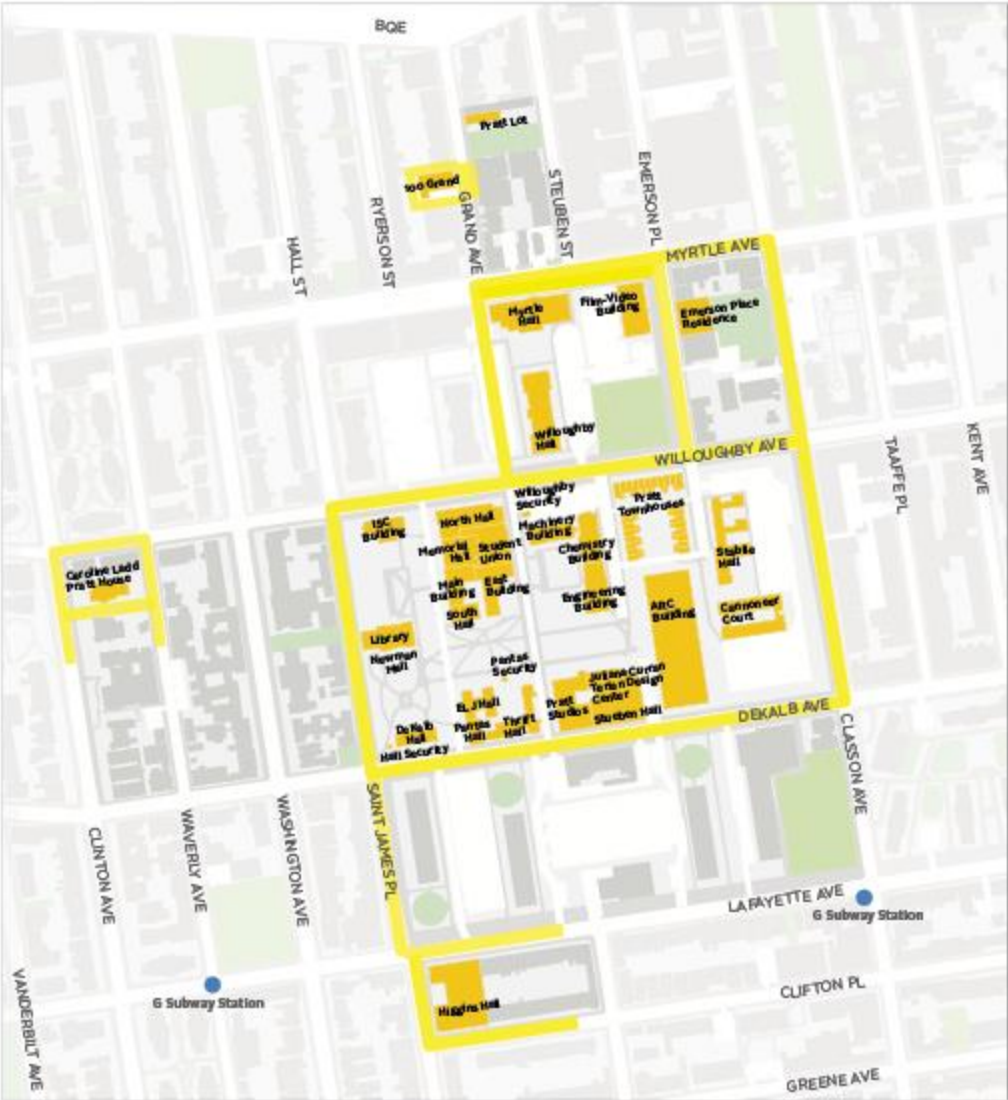 BQE
Pratt Lot
100 Grand
RYERSON ST
GRAND AVE
STEUBEN ST
EMERSON PL
HALL ST
MYRTLE AVE
Myrtle
Hall
Film-Video
Building
Emerson Place
Residence
Willoughby
Hall
WILLOUGHBY AVE
TAAFFE PL
KENT AVE
Willoughby
Security
Pratt
Townhouses
ISC
Building
North Hall
Machinery
Building
Memorial
Hall
Student
Union
Chemistry
Building
Stabile
Hall
Caroline Ladd
Pratt House
Main
Building
East
Building
Engineering
Building
ARC
Building
Cannoneer
Court
South
Hall
Library
Newman
Hall
Pantas
Security
Juliana Curran
Terian Design
Center
ELJ Hall
Pratt
Studios
DeKalb
Hall
Pantas
Hall
Thrift
Hall
Steuben Hall
Hall Security
DEKALB AVE
CLASSON AVE
SAINT JAMES PL
CLINTON AVE
WAVERLY AVE
WASHINGTON AVE
LAFAYETTE AVE
G Subway Station
VANDERBILT AVE
G Subway Station
Higgins Hall
CLIFTON PL
GREENE AVE